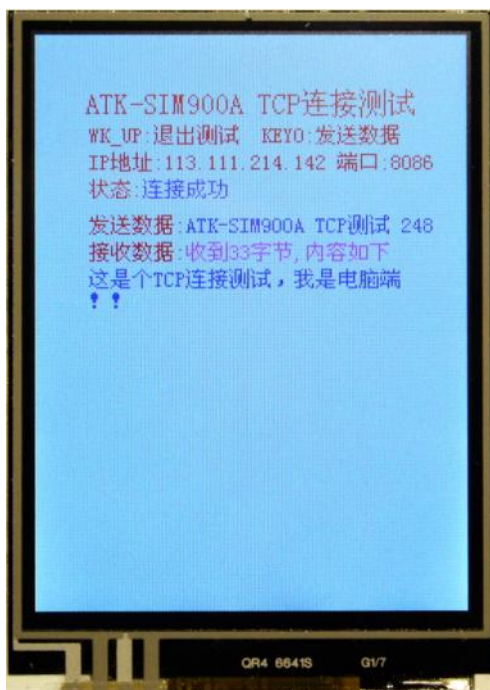 ATK-SIM900A TCP连接测试
WK_UP:退出测试 KEY0:发送数据
IP地址:113.111.214.142 端口:8086
状态:连接成功
发送数据:ATK-SIM900A TCP测试 248
接收数据:收到33字节,内容如下
这是个TCP连接测试，我是电脑端
！！
QR4 6641S G1/7